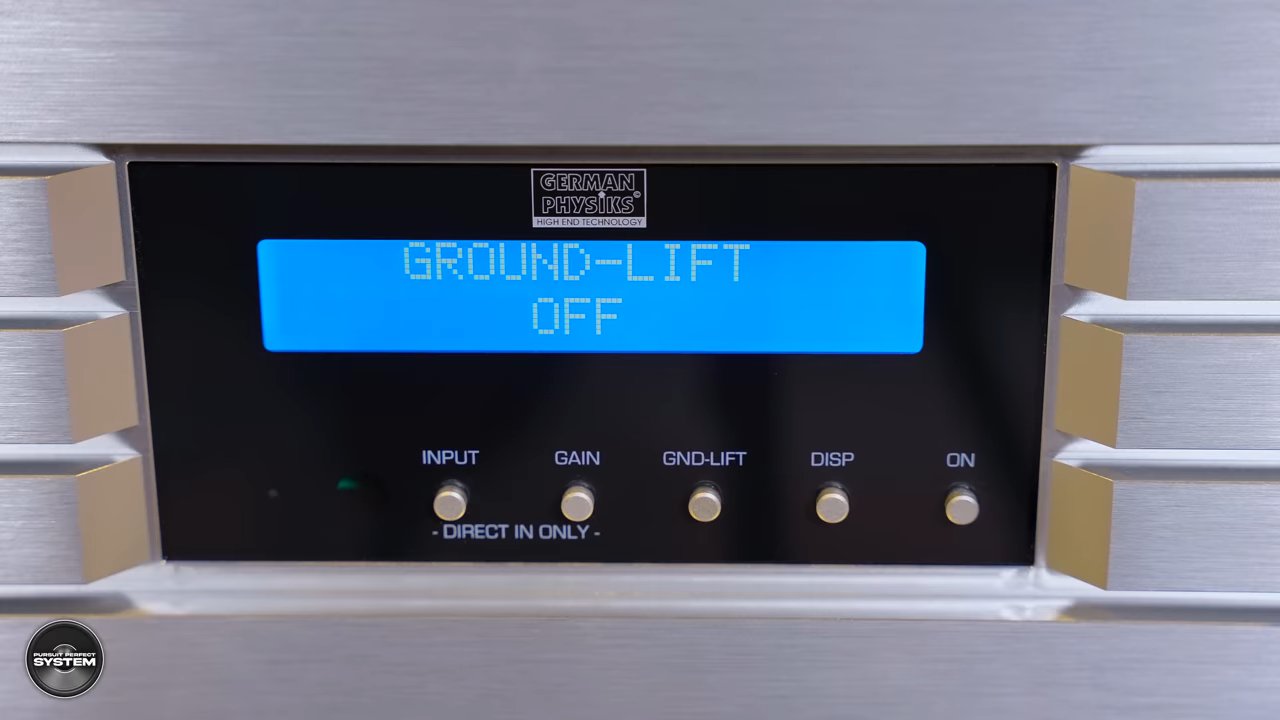 GERMAN
PHYSIKS
HIGH END TECHNOLOGY
GROUND-LIFT
OFF
INPUT GAIN GND-LIFT DISP ON
- DIRECT IN ONLY -
PURSUIT PERFECT
SYSTEM